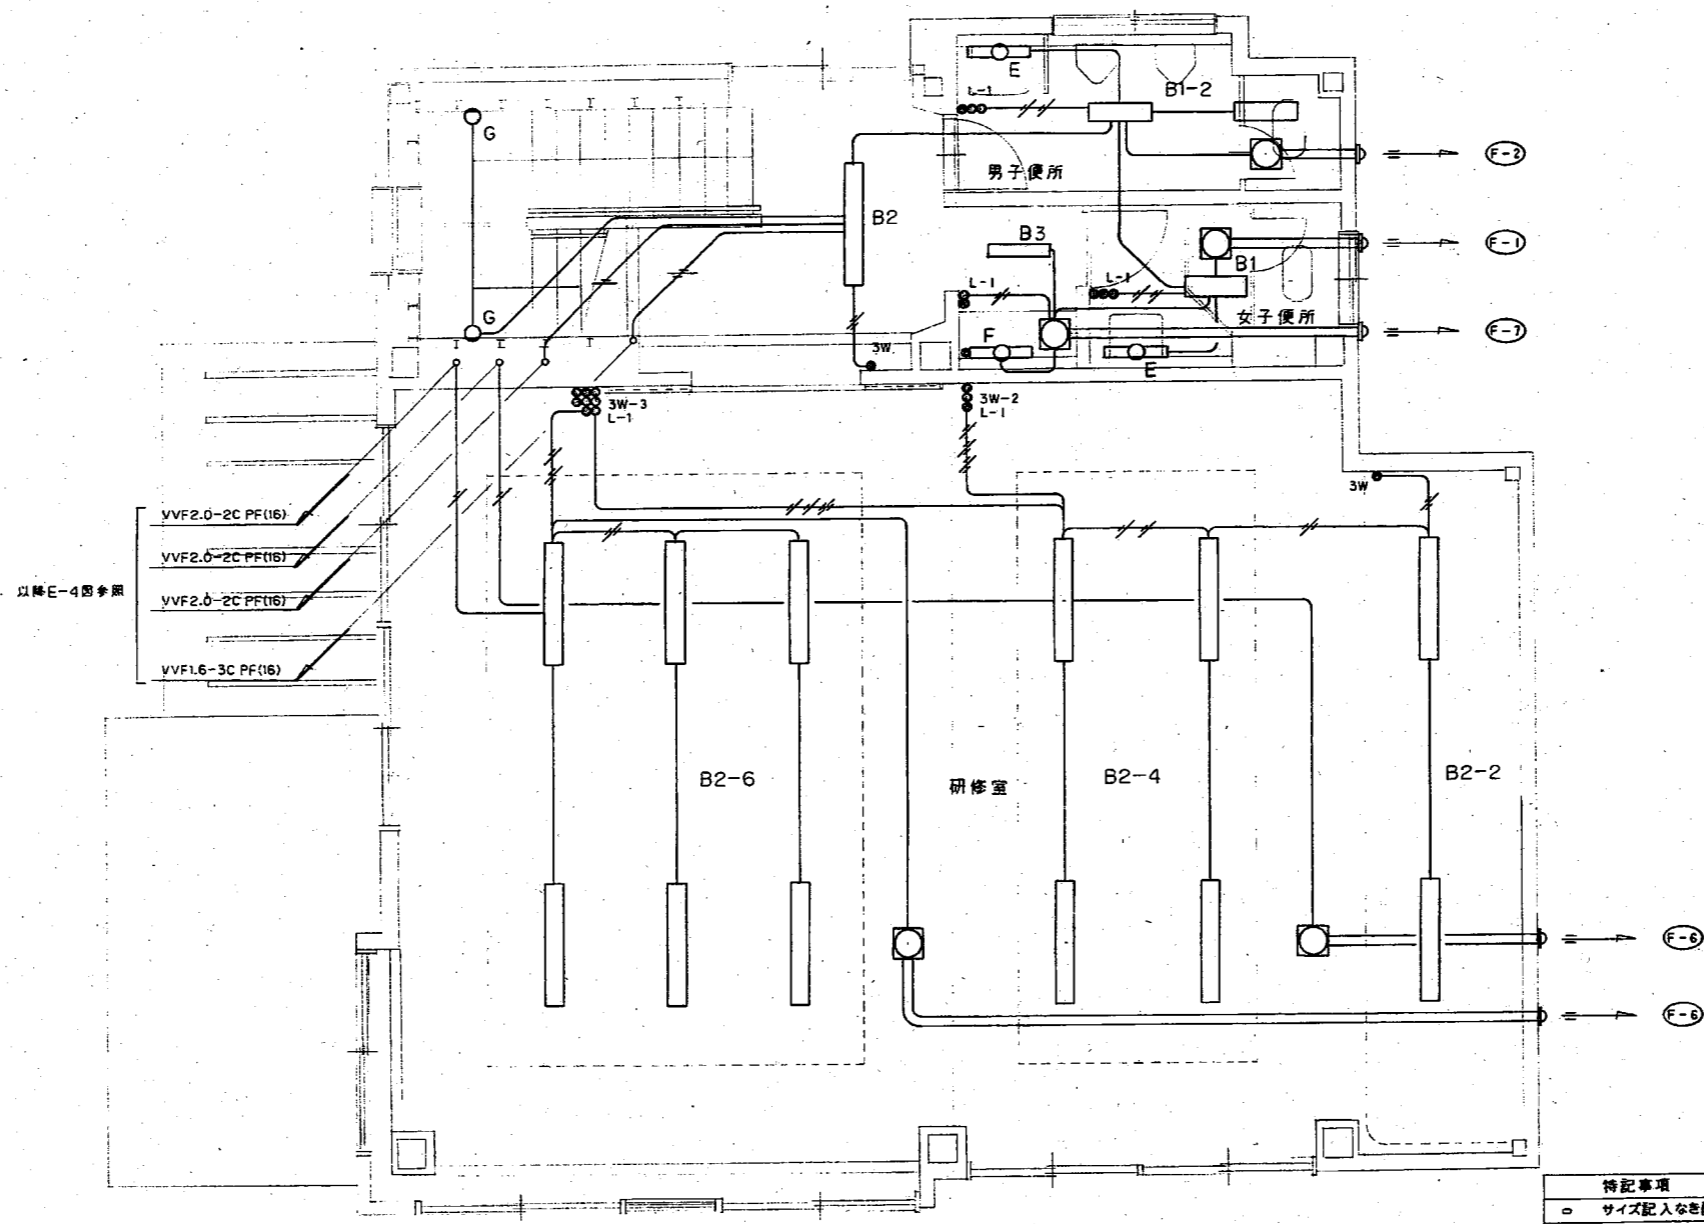 E
L-1
B1-2
F-2
G
男子便所
B2
B3
F-1
L-1
L-1
B1
女子便所
G
F
F-7
3W
E
3W-3
L-1
3W-2
L-1
3W
VVF2.0-2C PF(16)
VVF2.0-2C PF(16)
以降E-4図参照
VVF2.0-2C PF(16)
VVF1.6-3C PF(16)
B2-6
研修室
B2-4
B2-2
F-6
F-6
特記事項
サイズ記入なき